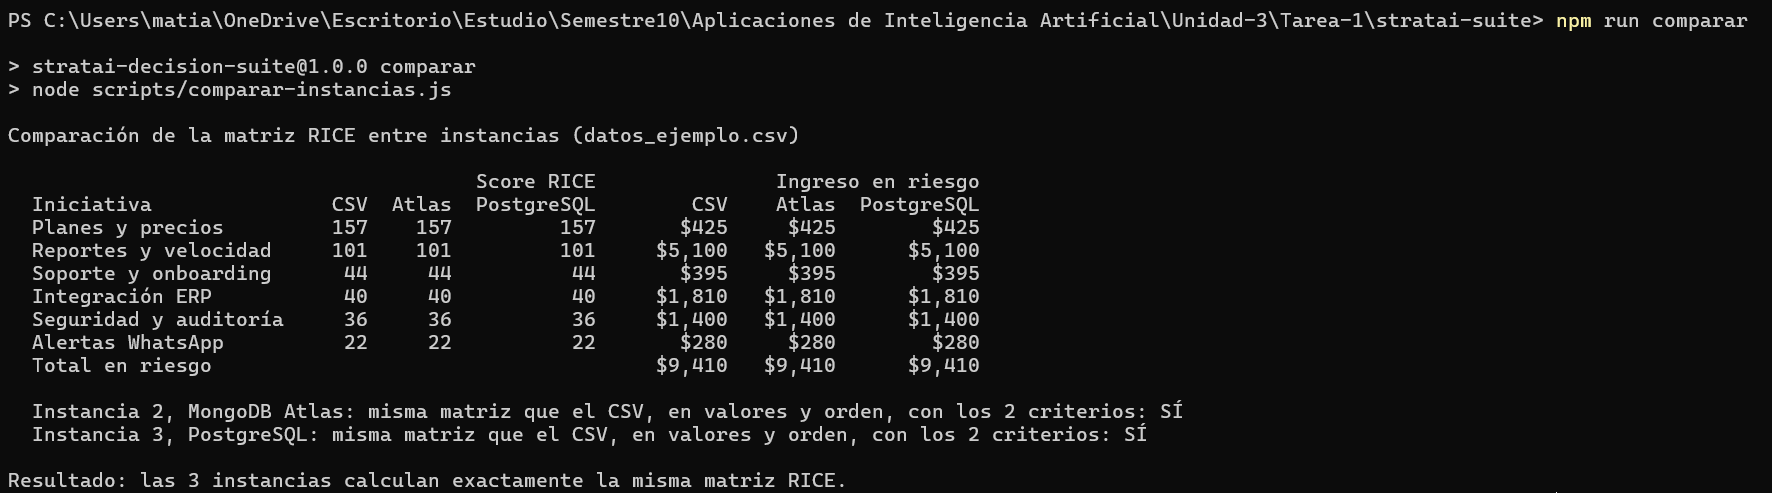 PS C:\Users\matia\OneDrive\Escritorio\Estudio\Semestre10\Aplicaciones de Inteligencia Artificial\Unidad-3\Tarea-1\stratai-suite> npm run comparar
> stratai-decision-suite@1.0.0 comparar
> node scripts/comparar-instancias.js
Comparación de la matriz RICE entre instancias (datos_ejemplo.csv)
Score RICE Ingreso en riesgo
Iniciativa CSV Atlas PostgreSQL CSV Atlas PostgreSQL
Planes y precios 157 157 157 $425 $425 $425
Reportes y velocidad 101 101 101 $5,100 $5,100 $5,100
Soporte y onboarding 44 44 44 $395 $395 $395
Integración ERP 40 40 40 $1,810 $1,810 $1,810
Seguridad y auditoría 36 36 36 $1,400 $1,400 $1,400
Alertas WhatsApp 22 22 22 $280 $280 $280
Total en riesgo $9,410 $9,410 $9,410
Instancia 2, MongoDB Atlas: misma matriz que el CSV, en valores y orden, con los 2 criterios: SÍ
Instancia 3, PostgreSQL: misma matriz que el CSV, en valores y orden, con los 2 criterios: SÍ
Resultado: las 3 instancias calculan exactamente la misma matriz RICE.